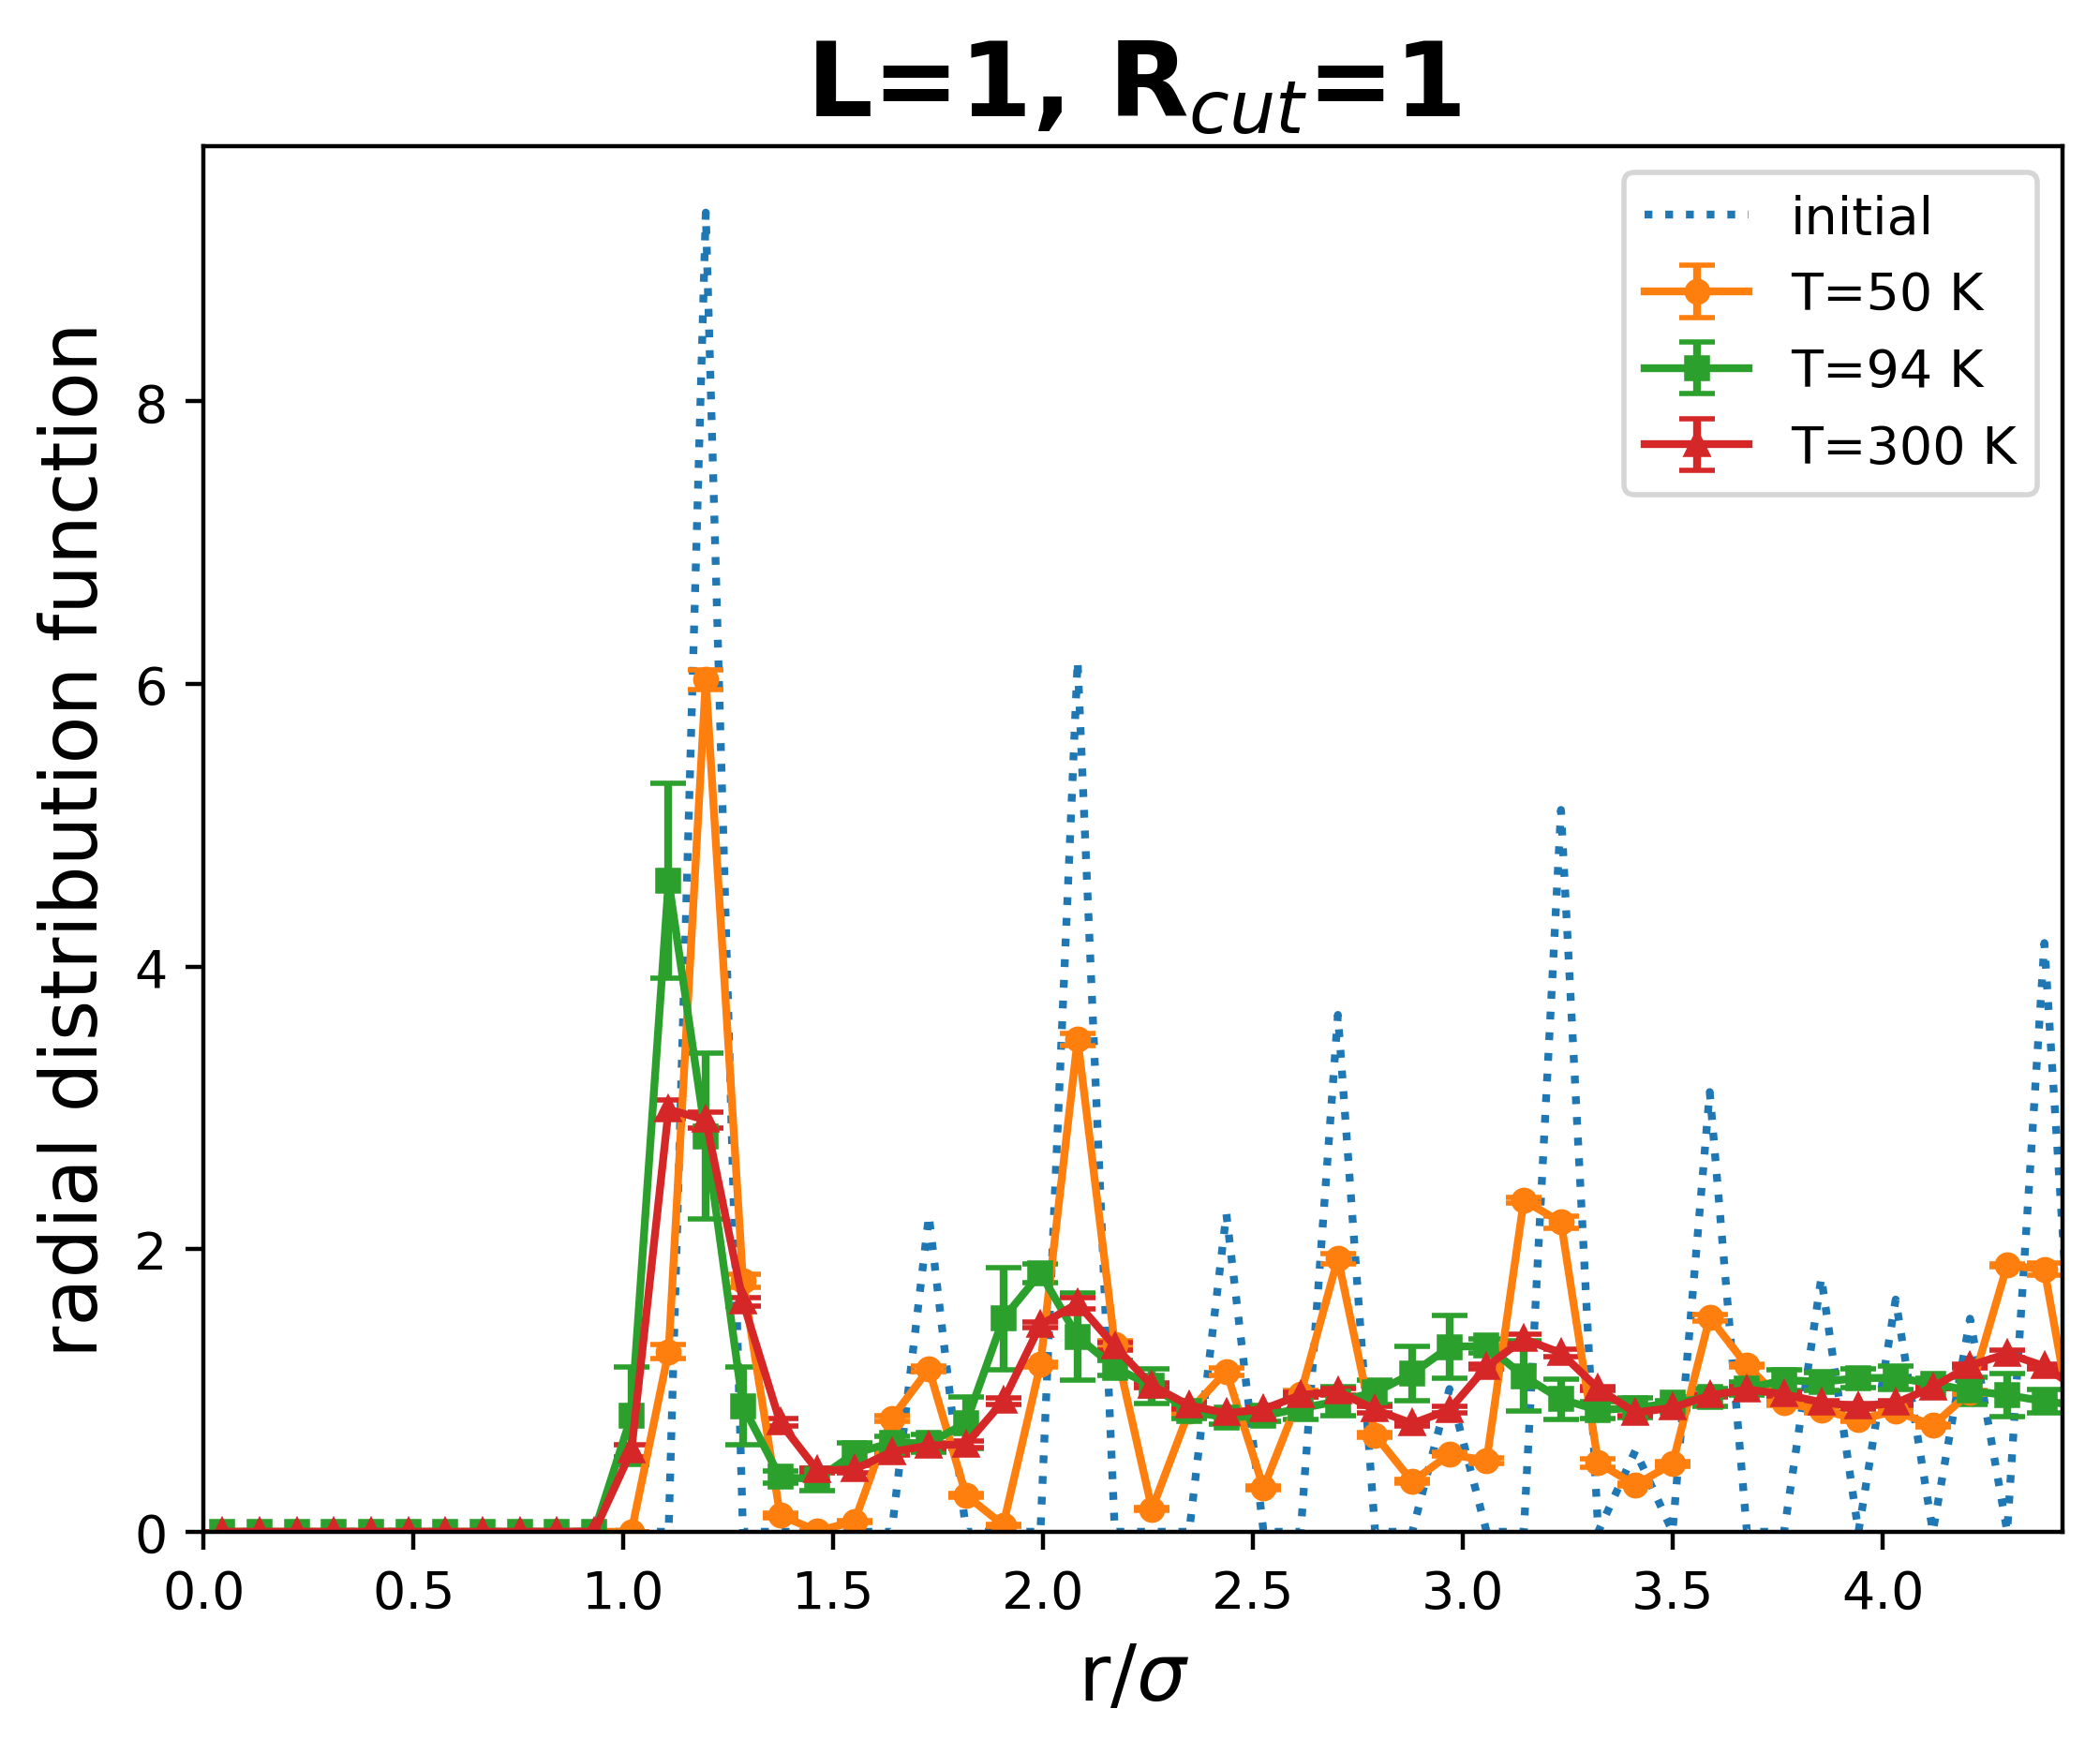 L=1, R_cut=1
initial
T=50 K
T=94 K
T=300 K
radial distribution function
8
6
4
2
0
0.0 0.5 1.0 1.5 2.0 2.5 3.0 3.5 4.0
r/σ